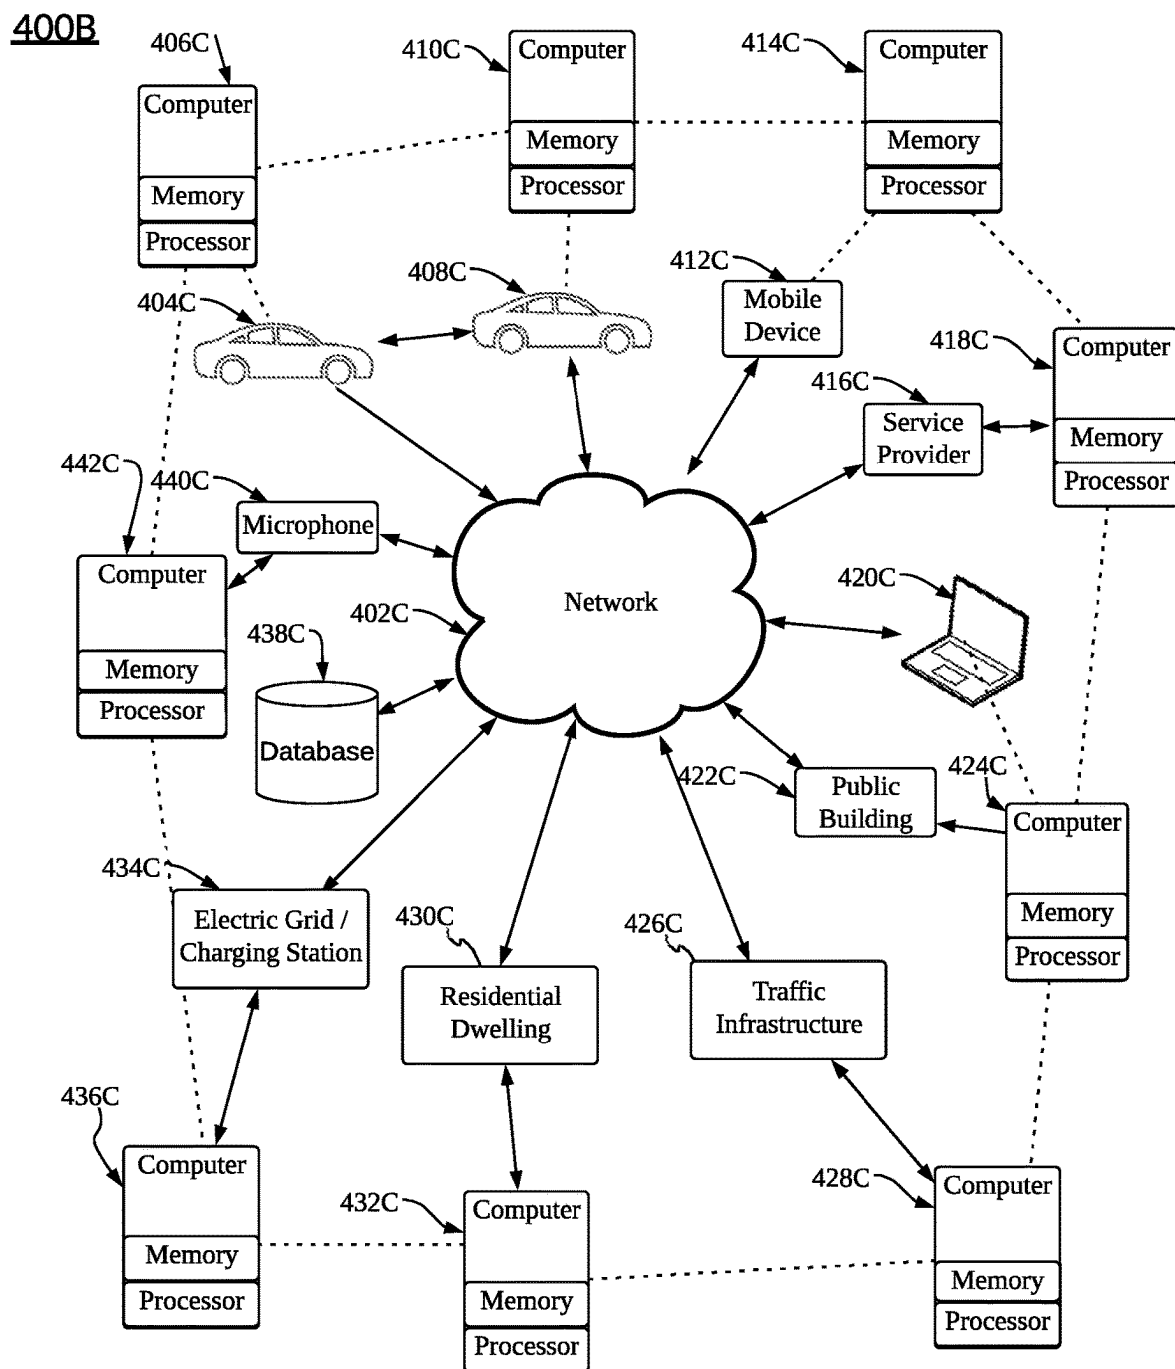 400B
406C
410C
414C
Computer
Memory
Processor
Computer
Memory
Processor
Computer
Memory
Processor
404C
408C
412C
Mobile
Device
418C
Computer
Memory
Processor
416C
Service
Provider
442C
440C
Microphone
Computer
Memory
Processor
402C
Network
420C
438C
Database
422C
Public
Building
424C
Computer
Memory
Processor
434C
Electric Grid /
Charging Station
430C
Residential
Dwelling
426C
Traffic
Infrastructure
436C
Computer
Memory
Processor
432C
Computer
Memory
Processor
428C
Computer
Memory
Processor